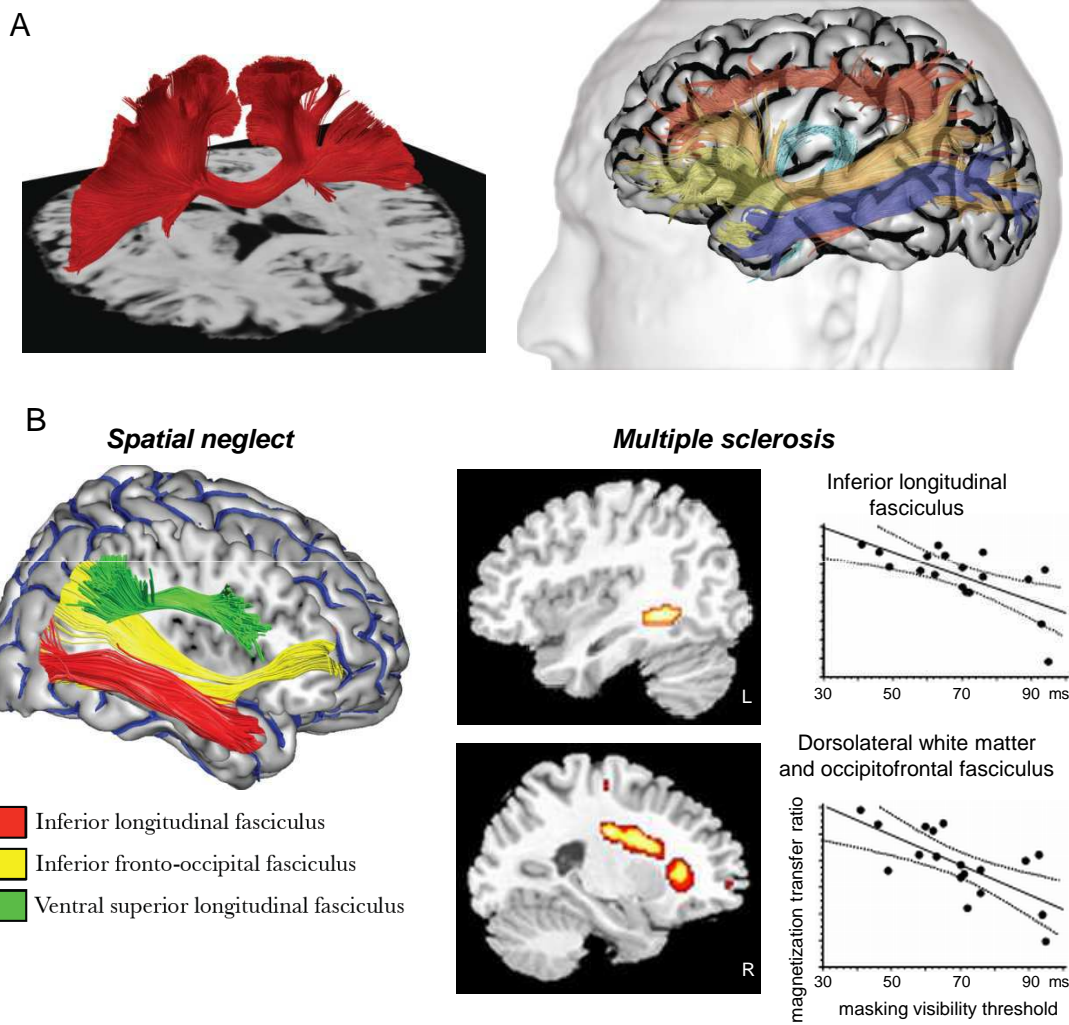 A
B
Spatial neglect
Multiple sclerosis
Inferior longitudinal
fasciculus
L
30 50 70 90 ms
Dorsolateral white matter
and occipitofrontal fasciculus
magnetization transfer ratio
R
30 50 70 90 ms
masking visibility threshold
Inferior longitudinal fasciculus
Inferior fronto-occipital fasciculus
Ventral superior longitudinal fasciculus